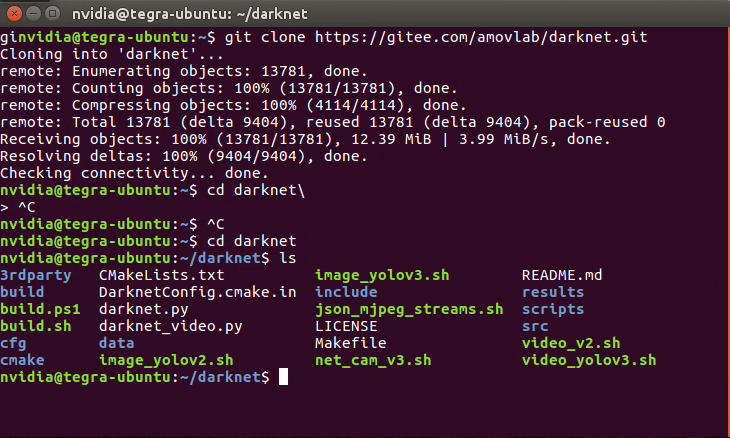 nvidia@tegra-ubuntu: ~/darknet
ginvidia@tegra-ubuntu:~$ git clone https://gitee.com/amovlab/darknet.git
Cloning into 'darknet'...
remote: Enumerating objects: 13781, done.
remote: Counting objects: 100% (13781/13781), done.
remote: Compressing objects: 100% (4114/4114), done.
remote: Total 13781 (delta 9404), reused 13781 (delta 9404), pack-reused 0
Receiving objects: 100% (13781/13781), 12.39 MiB | 3.99 MiB/s, done.
Resolving deltas: 100% (9404/9404), done.
Checking connectivity... done.
nvidia@tegra-ubuntu:~$ cd darknet\
> ^C
nvidia@tegra-ubuntu:~$ ^C
nvidia@tegra-ubuntu:~$ cd darknet
nvidia@tegra-ubuntu:~/darknet$ ls
3rdparty CMakeLists.txt image_yolov3.sh README.md
build DarknetConfig.cmake.in include results
build.ps1 darknet.py json_mjpeg_streams.sh scripts
build.sh darknet_video.py LICENSE src
cfg data Makefile video_v2.sh
cmake image_yolov2.sh net_cam_v3.sh video_yolov3.sh
nvidia@tegra-ubuntu:~/darknet$